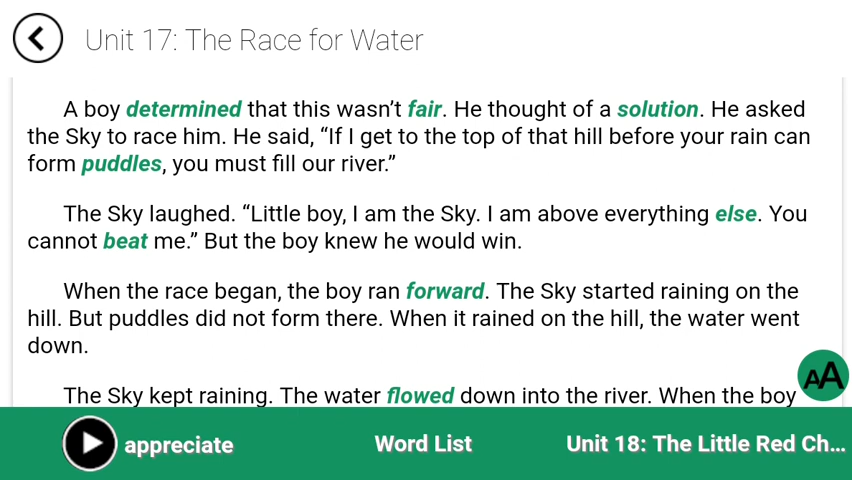 Unit 17: The Race for Water
A boy determined that this wasn't fair. He thought of a solution. He asked
the Sky to race him. He said, “If I get to the top of that hill before your rain can
form puddles, you must fill our river.”
The Sky laughed. “Little boy, I am the Sky. I am above everything else. You
cannot beat me.” But the boy knew he would win.
When the race began, the boy ran forward. The Sky started raining on the
hill. But puddles did not form there. When it rained on the hill, the water went
down.
The Sky kept raining. The water flowed down into the river. When the boy
AA
appreciate
Word List
Unit 18: The Little Red Ch...